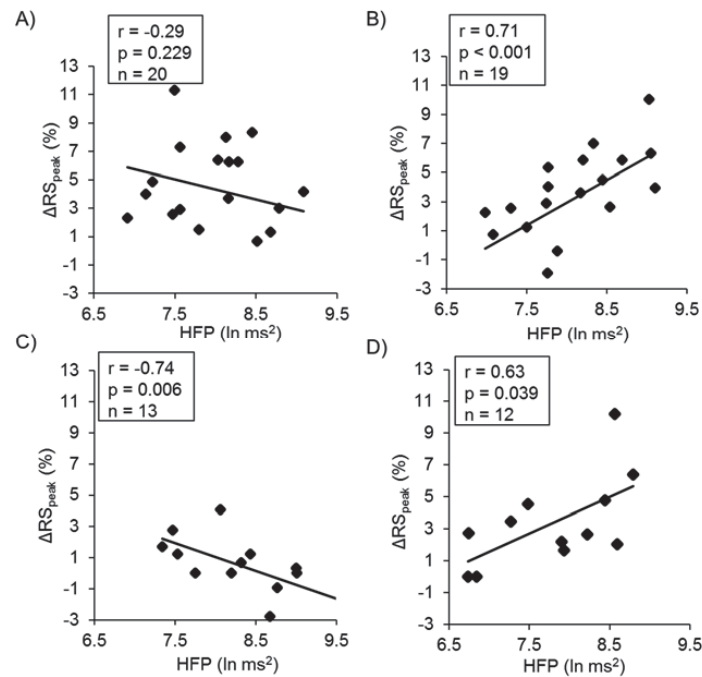 A)
r = -0.29
p = 0.229
n = 20
13
11
9
7
5
3
1
-1
-3
ΔRSpeak (%)
6.5 7.5 8.5 9.5
HFP (ln ms²)
B)
r = 0.71
p < 0.001
n = 19
13
11
9
7
5
3
1
-1
-3
ΔRSpeak (%)
6.5 7.5 8.5 9.5
HFP (ln ms²)
C)
r = -0.74
p = 0.006
n = 13
13
11
9
7
5
3
1
-1
-3
ΔRSpeak (%)
6.5 7.5 8.5 9.5
HFP (ln ms²)
D)
r = 0.63
p = 0.039
n = 12
13
11
9
7
5
3
1
-1
-3
ΔRSpeak (%)
6.5 7.5 8.5 9.5
HFP (ln ms²)